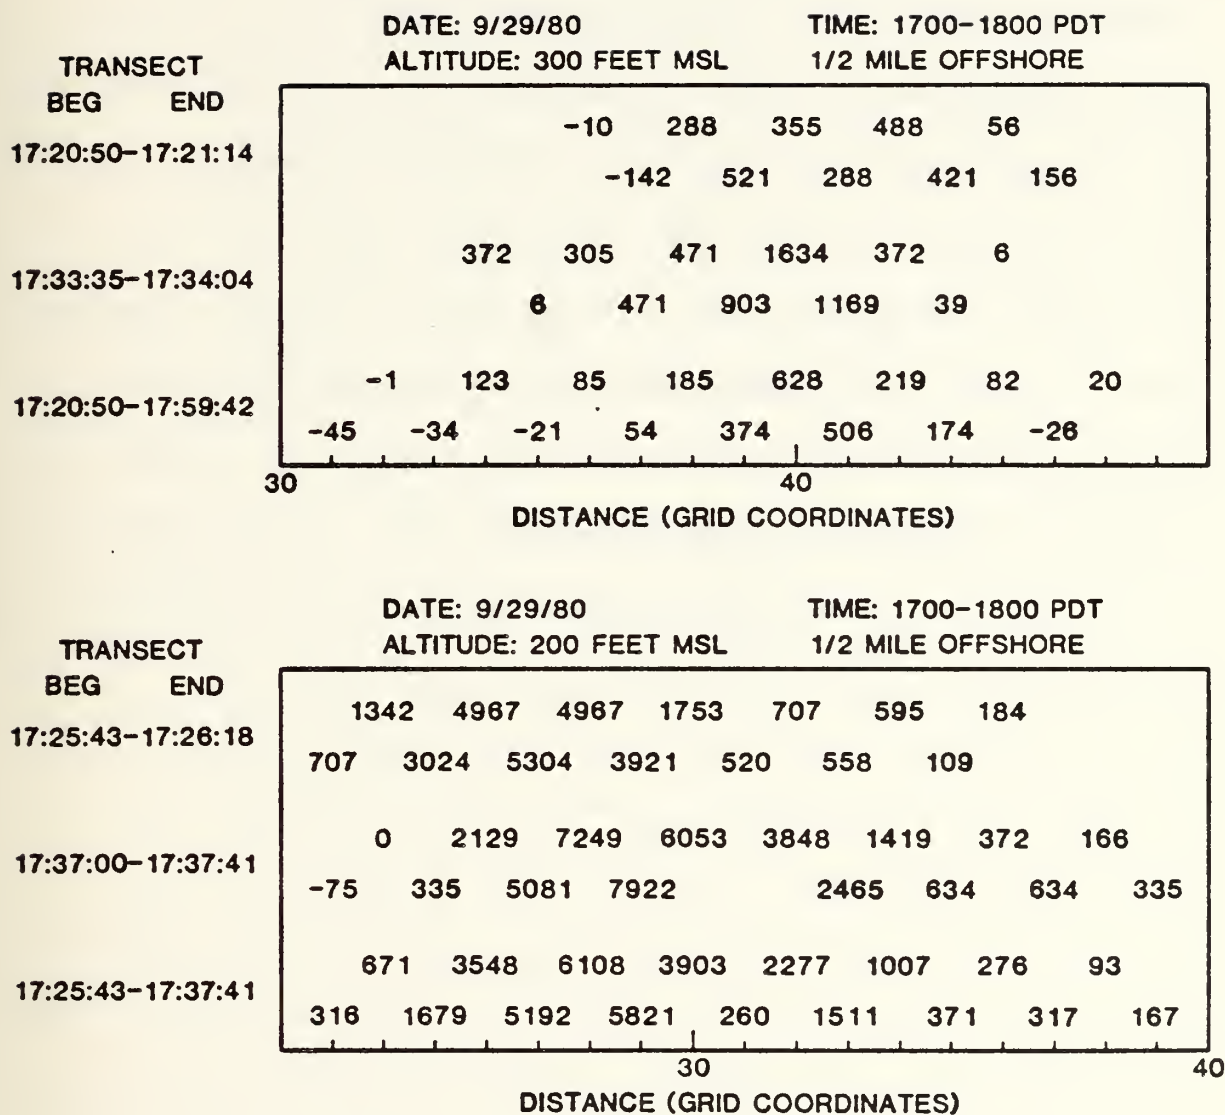 DATE: 9/29/80 TIME: 1700-1800 PDT
TRANSECT ALTITUDE: 300 FEET MSL 1/2 MILE OFFSHORE
BEG END
-10 288 355 488 56
17:20:50-17:21:14
-142 521 288 421 156
372 305 471 1634 372 6
17:33:35-17:34:04
6 471 903 1169 39
-1 123 85 185 628 219 82 20
17:20:50-17:59:42
-45 -34 -21 54 374 506 174 -26
30 40
DISTANCE (GRID COORDINATES)
DATE: 9/29/80 TIME: 1700-1800 PDT
TRANSECT ALTITUDE: 200 FEET MSL 1/2 MILE OFFSHORE
BEG END
1342 4967 4967 1753 707 595 184
17:25:43-17:26:18
707 3024 5304 3921 520 558 109
0 2129 7249 6053 3848 1419 372 166
17:37:00-17:37:41
-75 335 5081 7922 2465 634 634 335
671 3548 6108 3903 2277 1007 276 93
17:25:43-17:37:41
316 1679 5192 5821 260 1511 371 317 167
30 40
DISTANCE (GRID COORDINATES)